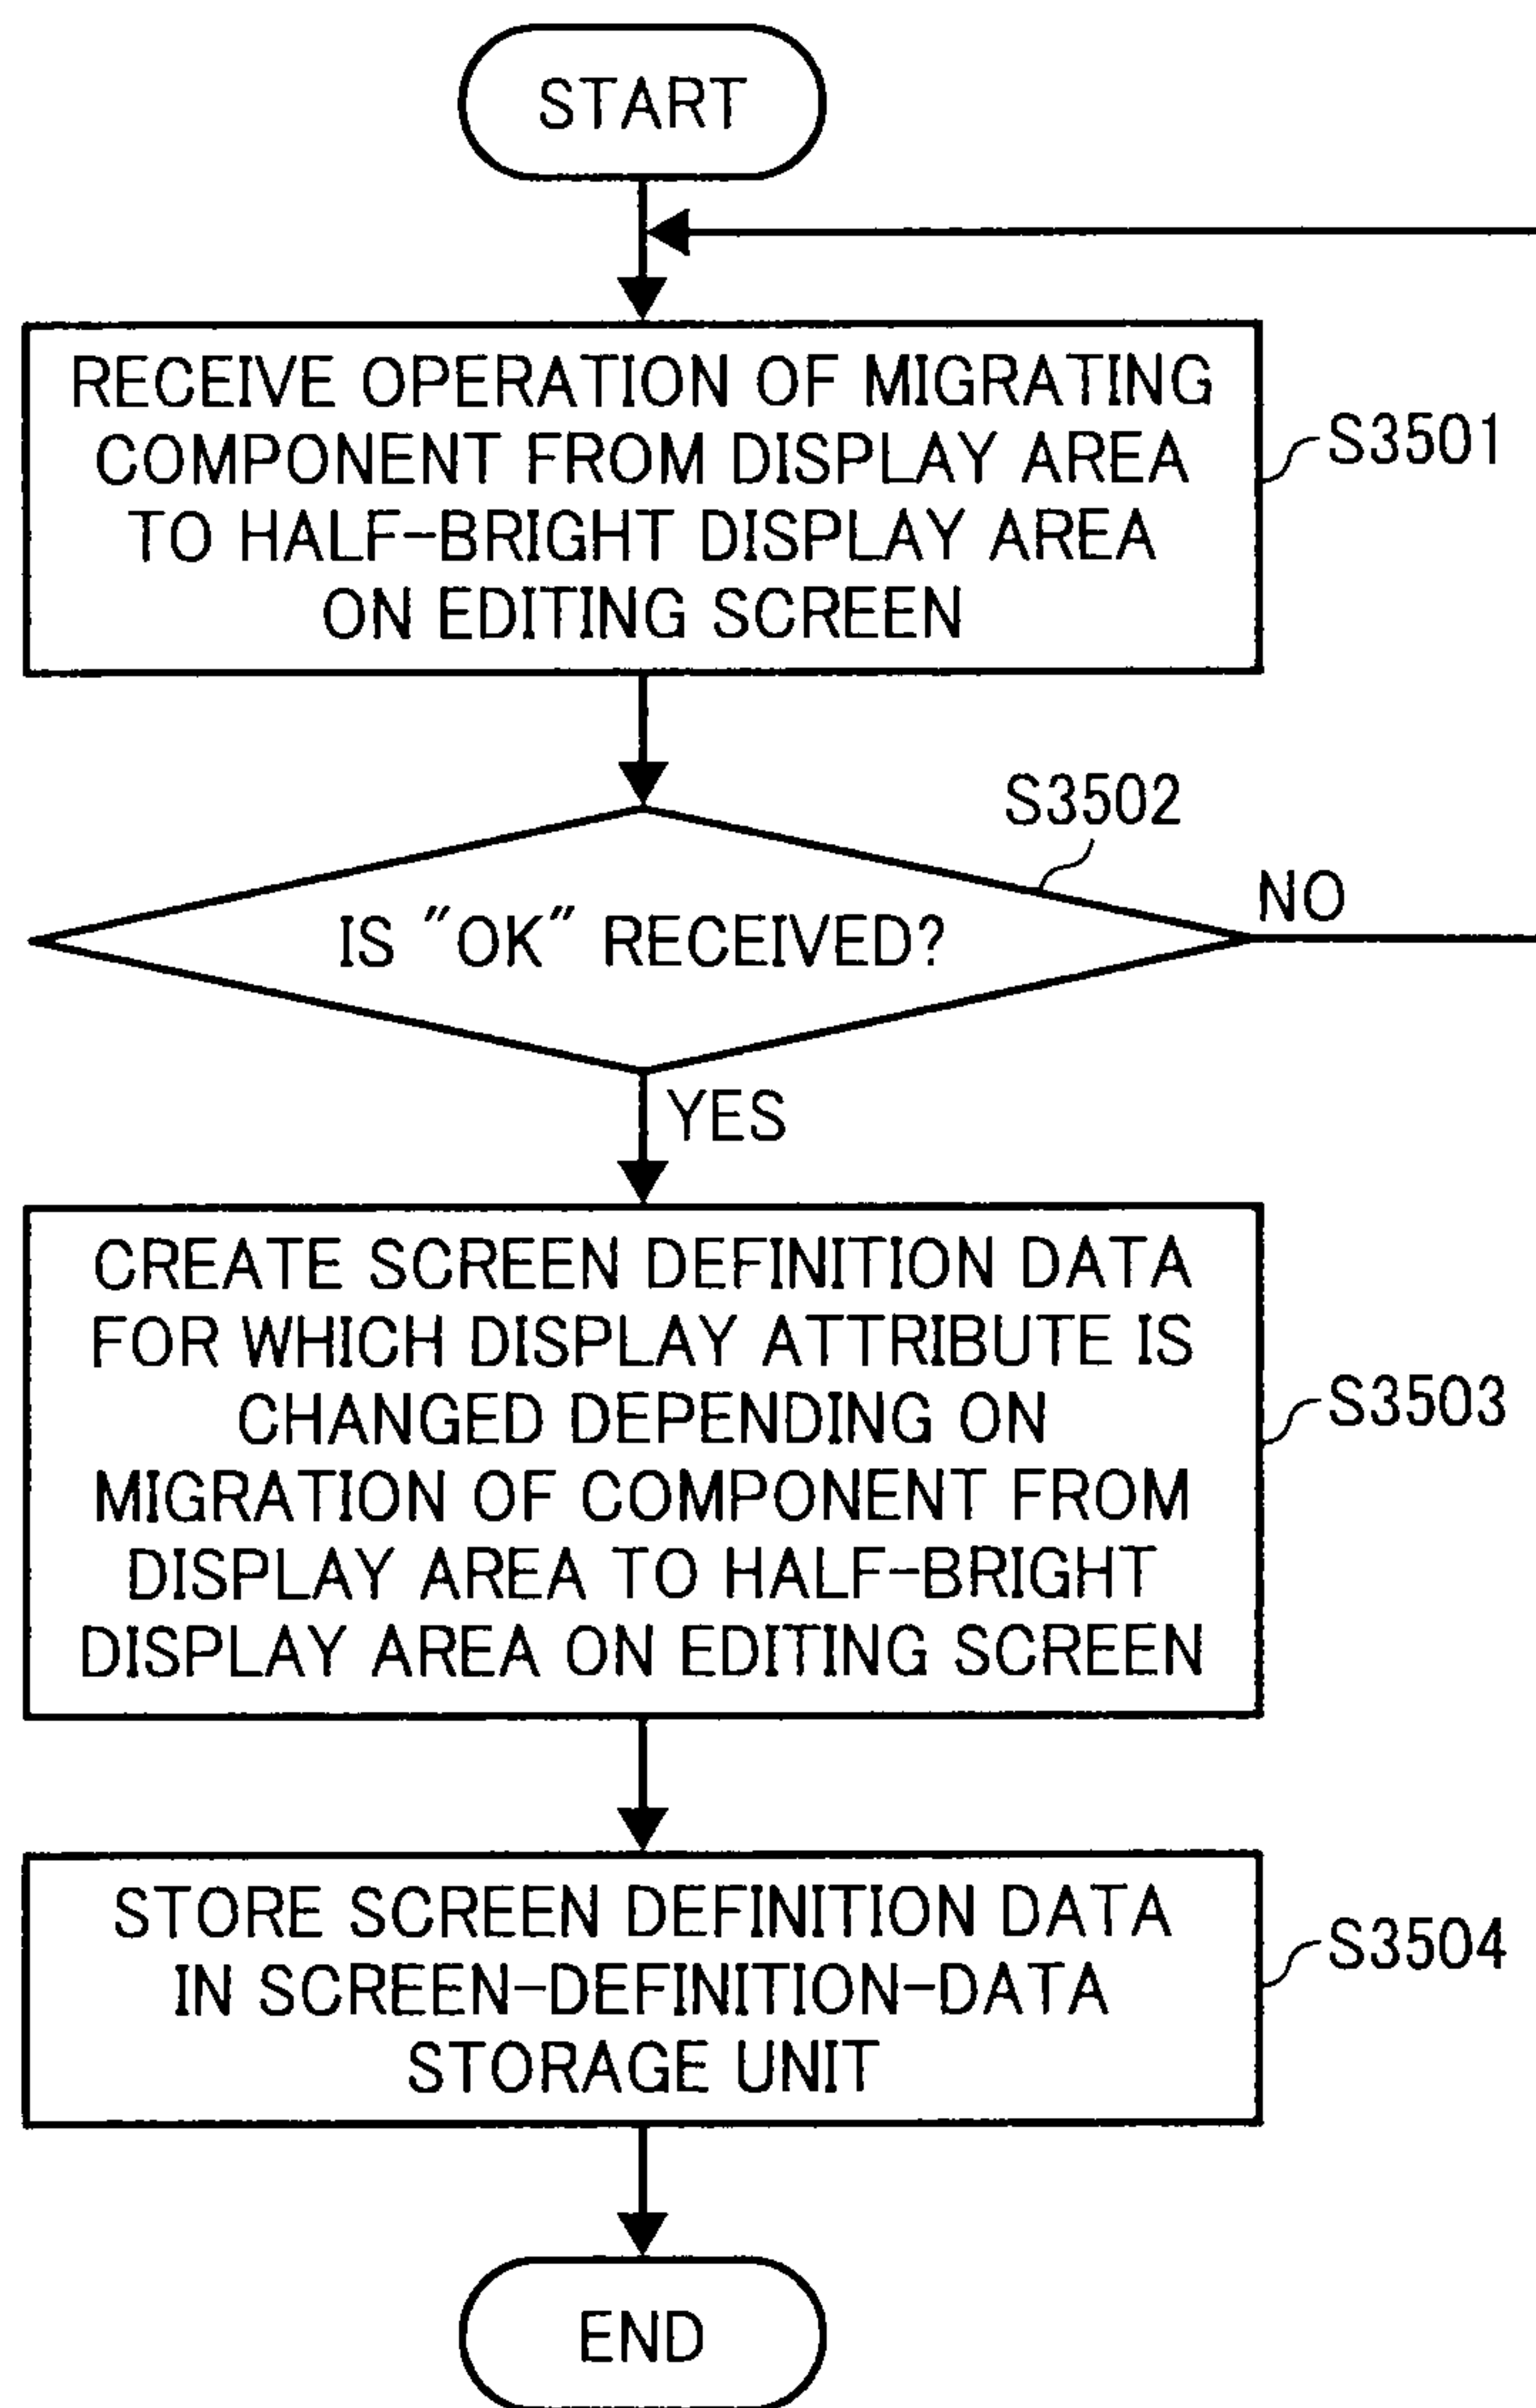 START
RECEIVE OPERATION OF MIGRATING
COMPONENT FROM DISPLAY AREA
TO HALF-BRIGHT DISPLAY AREA
ON EDITING SCREEN
S3501
S3502
IS "OK" RECEIVED?
NO
YES
CREATE SCREEN DEFINITION DATA
FOR WHICH DISPLAY ATTRIBUTE IS
CHANGED DEPENDING ON
MIGRATION OF COMPONENT FROM
DISPLAY AREA TO HALF-BRIGHT
DISPLAY AREA ON EDITING SCREEN
S3503
STORE SCREEN DEFINITION DATA
IN SCREEN-DEFINITION-DATA
STORAGE UNIT
S3504
END